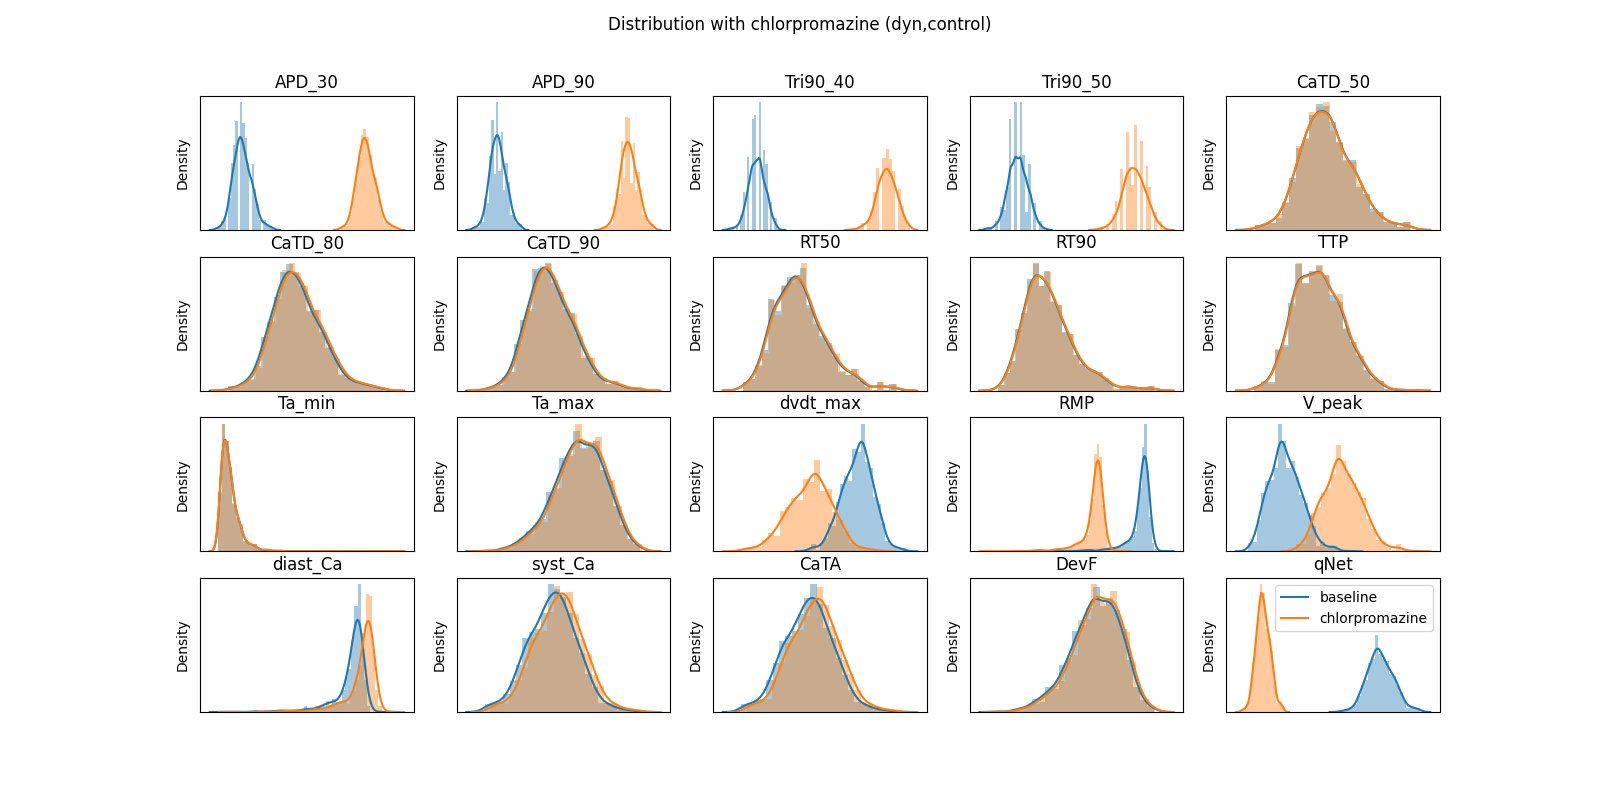 Distribution with chlorpromazine (dyn,control)
APD_30
APD_90
Tri90_40
Tri90_50
CaTD_50
Density
Density
Density
Density
Density
CaTD_80
CaTD_90
RT50
RT90
TTP
Density
Density
Density
Density
Density
Ta_min
Ta_max
dvdt_max
RMP
V_peak
Density
Density
Density
Density
Density
diast_Ca
syst_Ca
CaTA
DevF
qNet
Density
Density
Density
Density
Density
baseline
chlorpromazine